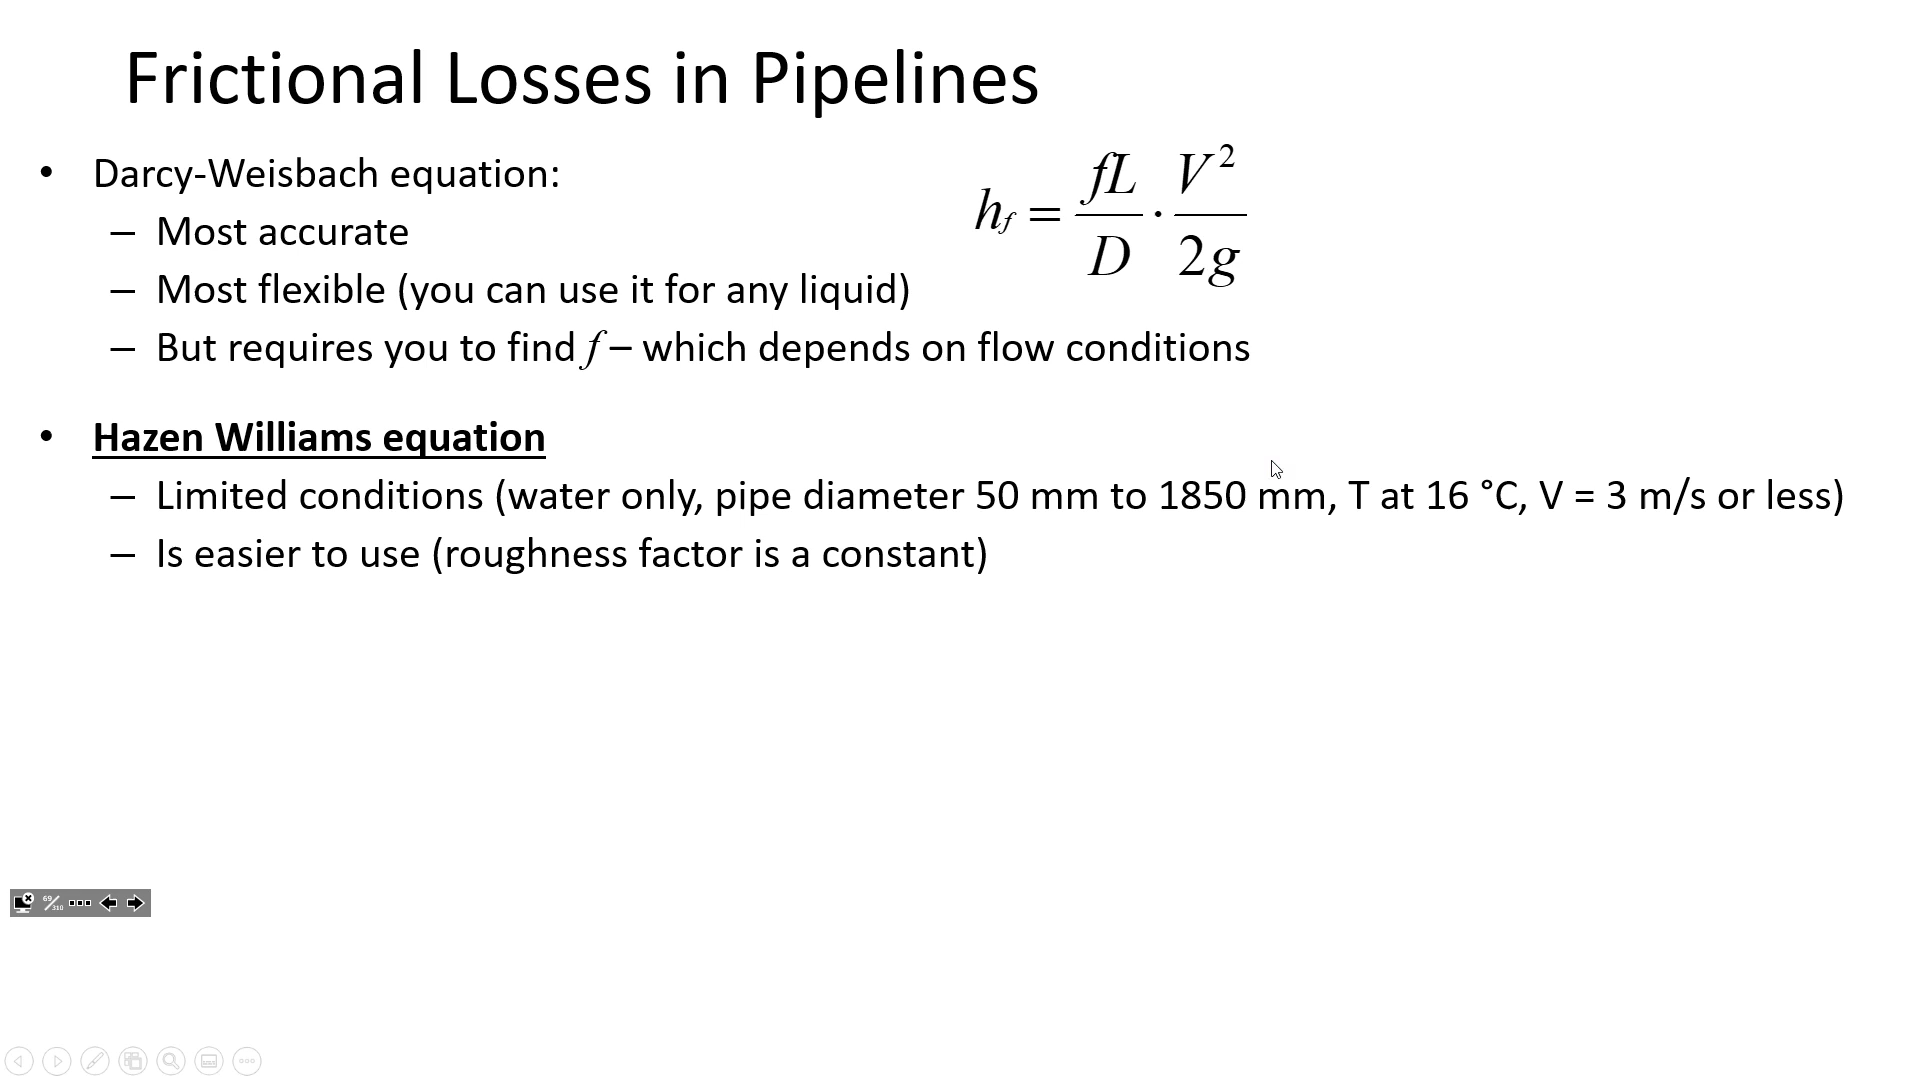 Frictional Losses in Pipelines
• Darcy-Weisbach equation:
h_f = fL/D · V²/2g
– Most accurate
– Most flexible (you can use it for any liquid)
– But requires you to find f – which depends on flow conditions
• Hazen Williams equation
– Limited conditions (water only, pipe diameter 50 mm to 1850 mm, T at 16 °C, V = 3 m/s or less)
– Is easier to use (roughness factor is a constant)
69/310